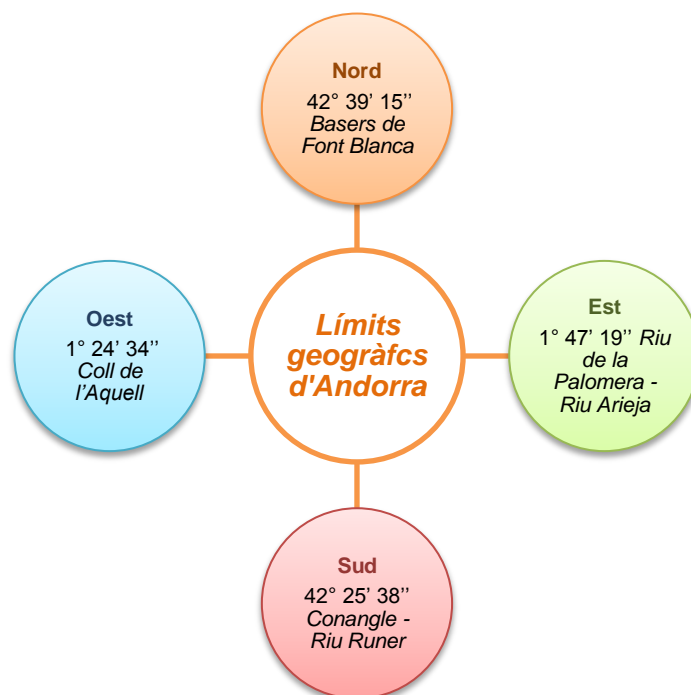 Nord
42° 39’ 15’’
Basers de
Font Blanca
Oest
1° 24’ 34’’
Coll de
l’Aquell
Límits
geogràfcs
d'Andorra
Est
1° 47’ 19’’ Riu
de la
Palomera -
Riu Arieja
Sud
42° 25’ 38’’
Conangle -
Riu Runer